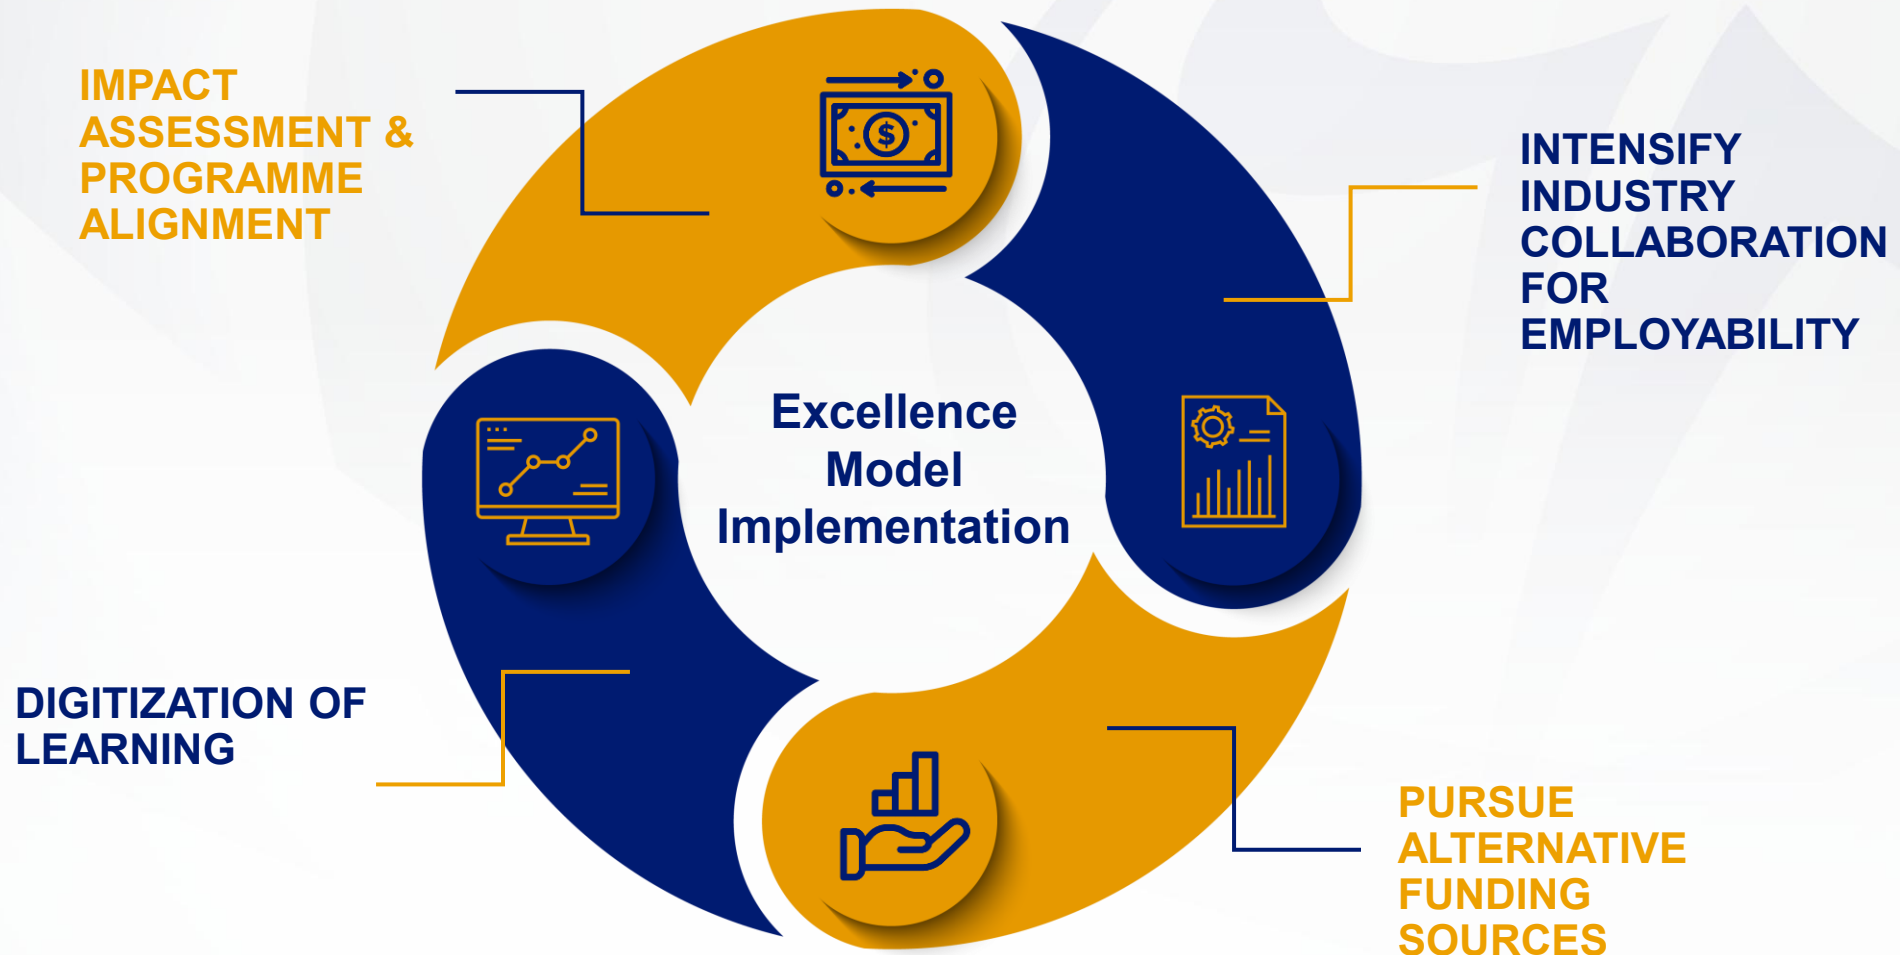 IMPACT
ASSESSMENT &
PROGRAMME
ALIGNMENT
INTENSIFY
INDUSTRY
COLLABORATION
FOR
EMPLOYABILITY
Excellence
Model
Implementation
DIGITIZATION OF
LEARNING
PURSUE
ALTERNATIVE
FUNDING
SOURCES
$